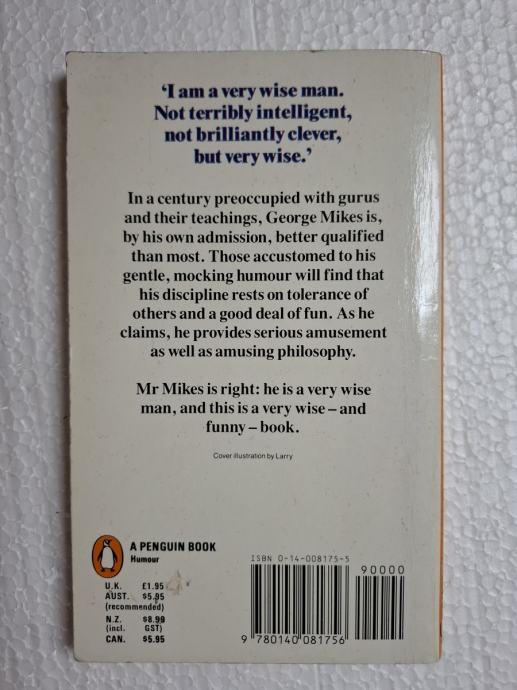 ‘I am a very wise man.
Not terribly intelligent,
not brilliantly clever,
but very wise.’
In a century preoccupied with gurus
and their teachings, George Mikes is,
by his own admission, better qualified
than most. Those accustomed to his
gentle, mocking humour will find that
his discipline rests on tolerance of
others and a good deal of fun. As he
claims, he provides serious amusement
as well as amusing philosophy.
Mr Mikes is right: he is a very wise
man, and this is a very wise – and
funny – book.
Cover illustration by Larry
A PENGUIN BOOK
Humour
U.K. £1.95
AUST. $5.95
(recommended)
N.Z. $8.99
(incl. GST)
CAN. $5.95
ISBN 0-14-008175-5
90000
9 780140 081756